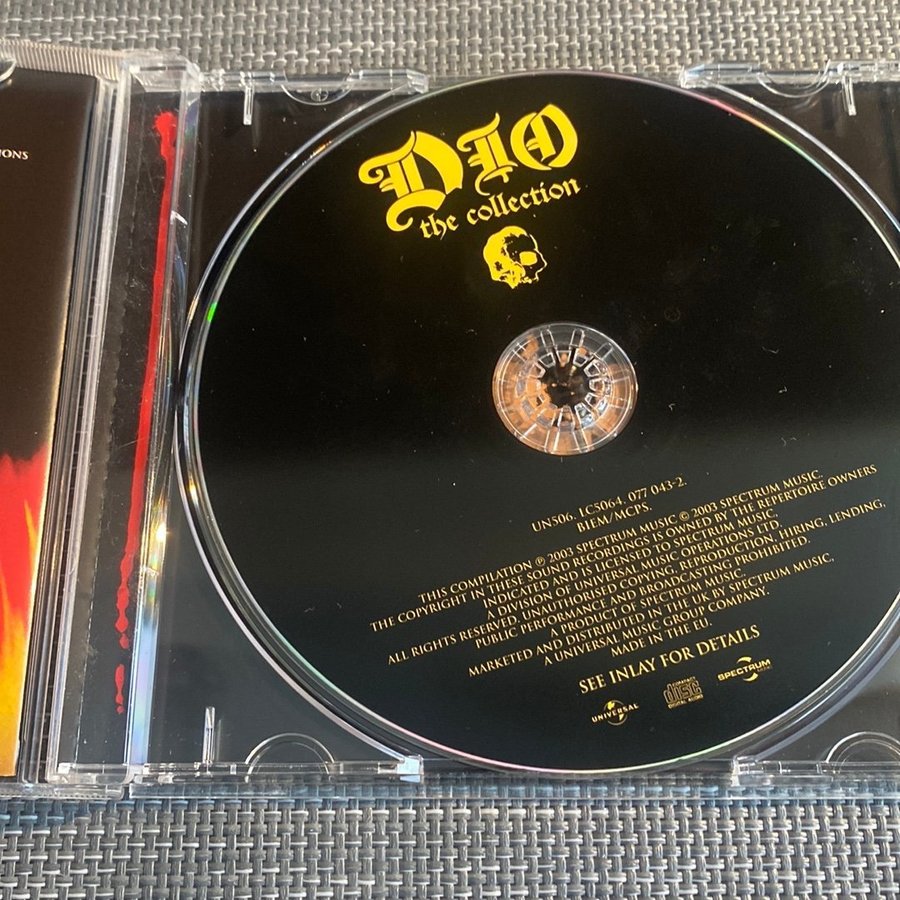 IONS
DIO
the collection
UN506. LC5064. 077 043-2.
BIEM/MCPS.
THIS COMPILATION ℗ 2003 SPECTRUM MUSIC © 2003 SPECTRUM MUSIC.
THE COPYRIGHT IN THESE SOUND RECORDINGS IS OWNED BY THE REPERTOIRE OWNERS
INDICATED AND IS LICENSED TO SPECTRUM MUSIC,
A DIVISION OF UNIVERSAL MUSIC OPERATIONS LTD.
ALL RIGHTS RESERVED. UNAUTHORISED COPYING, REPRODUCTION, HIRING, LENDING,
PUBLIC PERFORMANCE AND BROADCASTING PROHIBITED.
A PRODUCT OF SPECTRUM MUSIC.
MARKETED AND DISTRIBUTED IN THE UK BY SPECTRUM MUSIC,
A UNIVERSAL MUSIC GROUP COMPANY.
MADE IN THE EU.
SEE INLAY FOR DETAILS
UNIVERSAL
COMPACT
disc
DIGITAL AUDIO
SPECTRUM